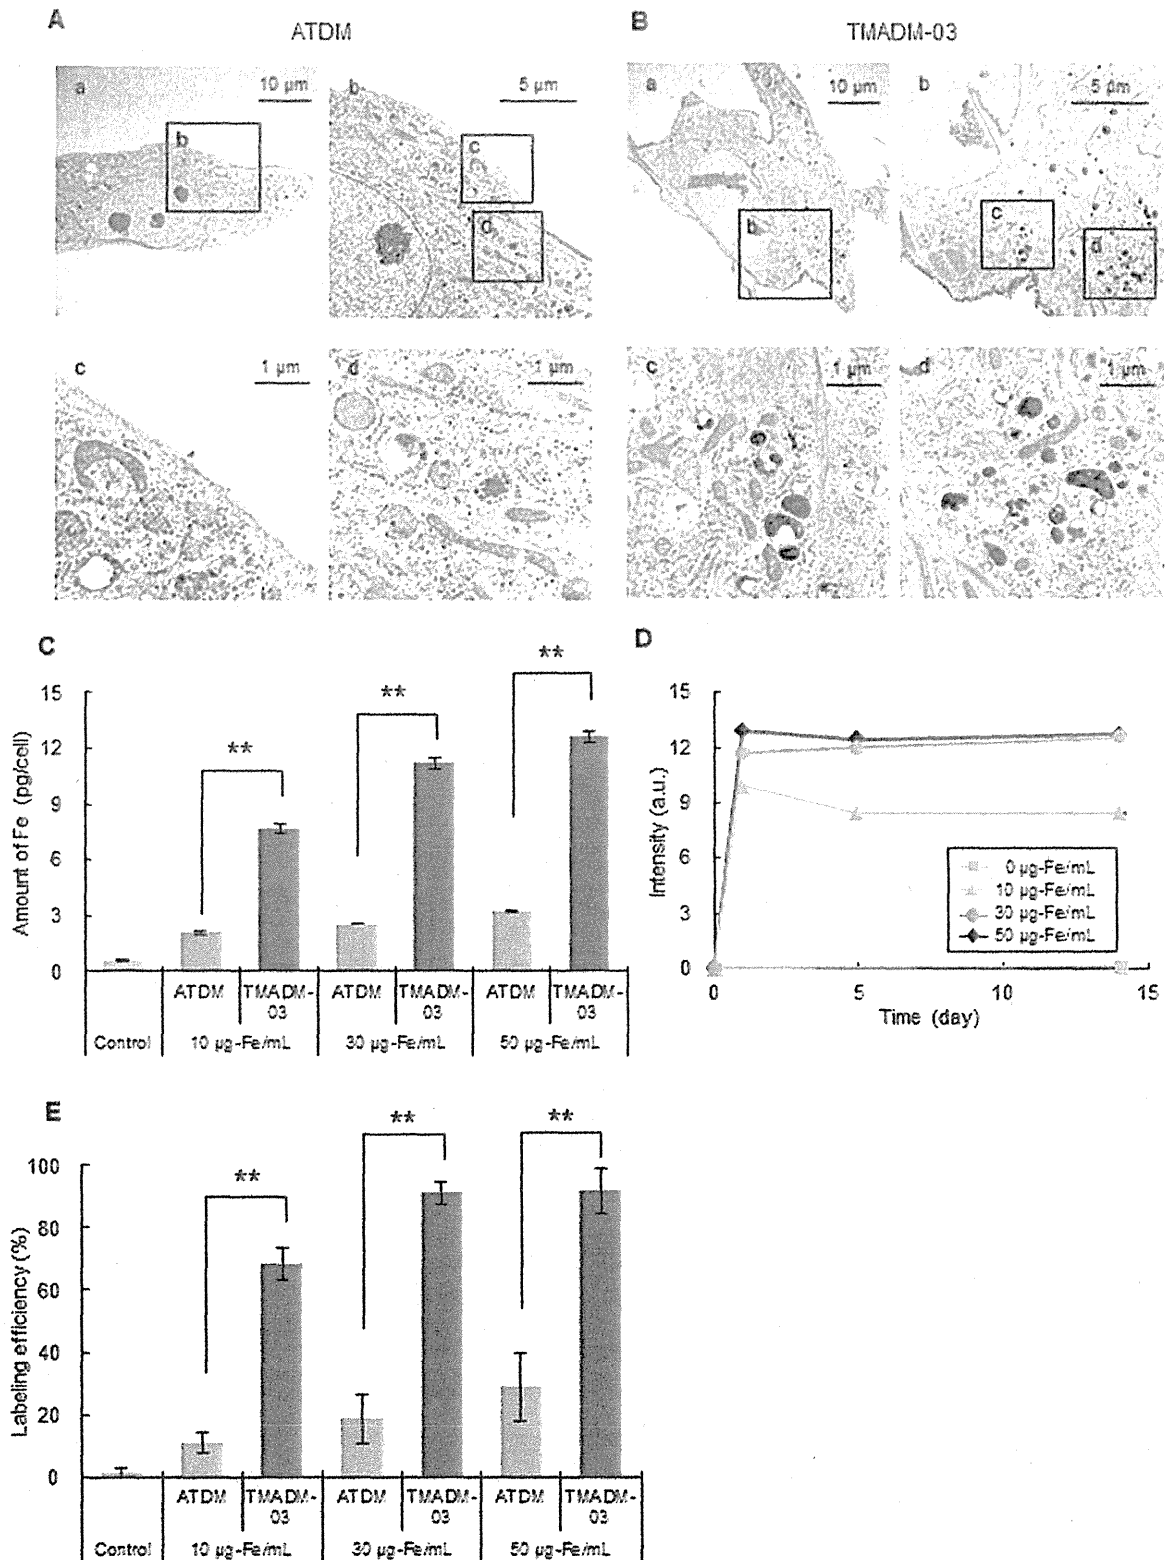 A
ATDM
B
TMADM-03
a
10 µm
b
b
5 µm
c
d
a
10 µm
b
b
5 µm
c
d
c
1 µm
d
1 µm
c
1 µm
d
1 µm
C
Amount of Fe (pg/cell)
15
12
9
6
3
0
**
**
**
ATDM
TMADM-
03
ATDM
TMADM-
03
ATDM
TMADM-
03
Control
10 µg-Fe/mL
30 µg-Fe/mL
50 µg-Fe/mL
D
Intensity (a.u.)
15
12
9
6
3
0
0 µg-Fe/mL
10 µg-Fe/mL
30 µg-Fe/mL
50 µg-Fe/mL
0
5
10
15
Time (day)
E
Labeling efficiency (%)
100
80
60
40
20
0
**
**
**
ATDM
TMADM-
03
ATDM
TMADM-
03
ATDM
TMADM-
03
Control
10 µg-Fe/mL
30 µg-Fe/mL
50 µg-Fe/mL